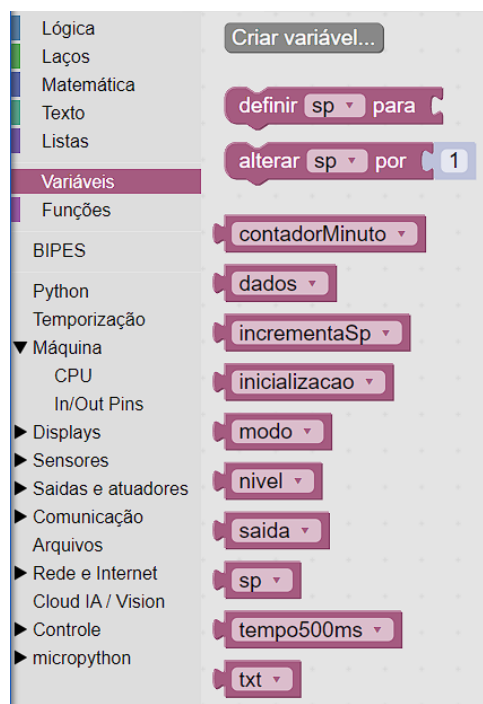 Lógica
Laços
Matemática
Texto
Listas
Variáveis
Funções
BIPES
Python
Temporização
Máquina
CPU
In/Out Pins
Displays
Sensores
Saidas e atuadores
Comunicação
Arquivos
Rede e Internet
Cloud IA / Vision
Controle
micropython
Criar variável...
definir sp para
alterar sp por 1
contadorMinuto
dados
incrementaSp
inicializacao
modo
nivel
saida
sp
tempo500ms
txt